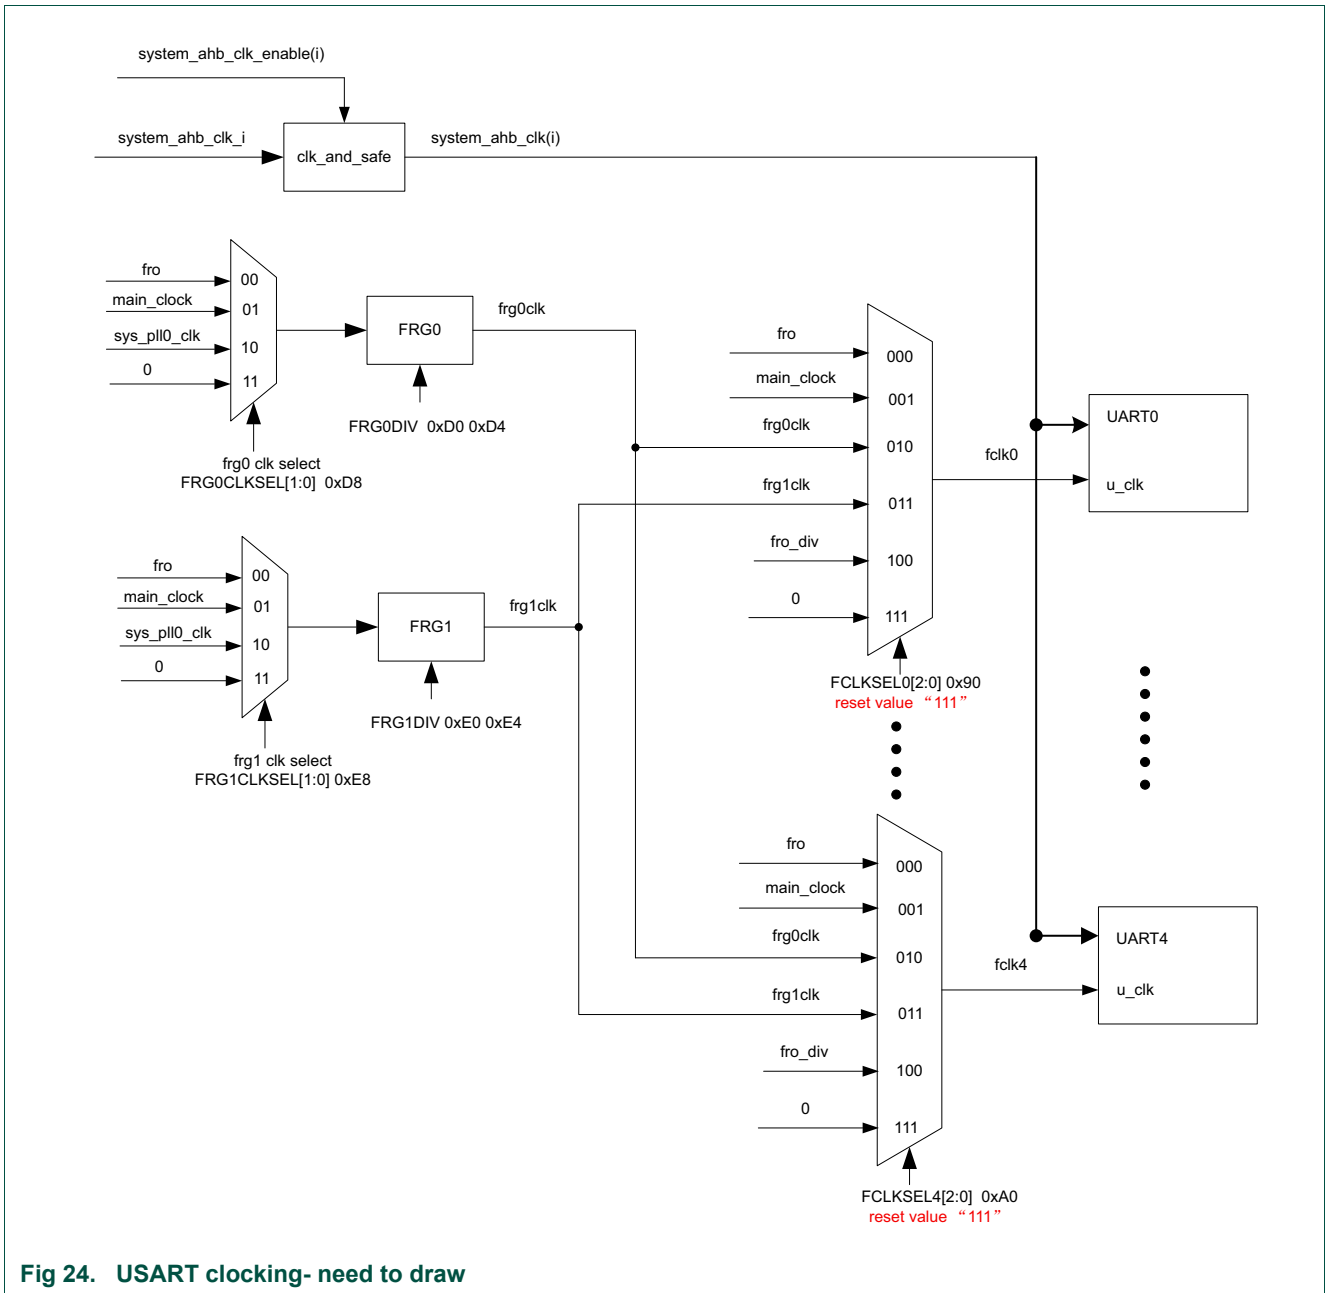 system_ahb_clk_enable(i)
system_ahb_clk_i
clk_and_safe
system_ahb_clk(i)
fro
00
main_clock
01
sys_pll0_clk
10
0
11
FRG0
frg0clk
FRG0DIV 0xD0 0xD4
frg0 clk select
FRG0CLKSEL[1:0] 0xD8
fro
00
main_clock
01
sys_pll0_clk
10
0
11
FRG1
frg1clk
FRG1DIV 0xE0 0xE4
frg1 clk select
FRG1CLKSEL[1:0] 0xE8
fro
000
main_clock
001
frg0clk
010
frg1clk
011
fro_div
100
0
111
FCLKSEL0[2:0] 0x90
reset value “111”
fclk0
UART0
u_clk
fro
000
main_clock
001
frg0clk
010
frg1clk
011
fro_div
100
0
111
FCLKSEL4[2:0] 0xA0
reset value “111”
fclk4
UART4
u_clk
Fig 24. USART clocking- need to draw